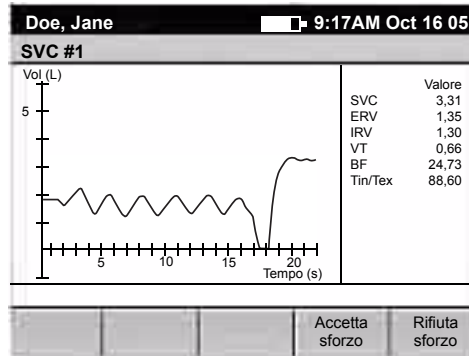 Doe, Jane 9:17AM Oct 16 05
SVC #1
Vol (L)
5
5 10 15 20
Tempo (s)
Valore
SVC 3,31
ERV 1,35
IRV 1,30
VT 0,66
BF 24,73
Tin/Tex 88,60
Accetta sforzo
Rifiuta sforzo